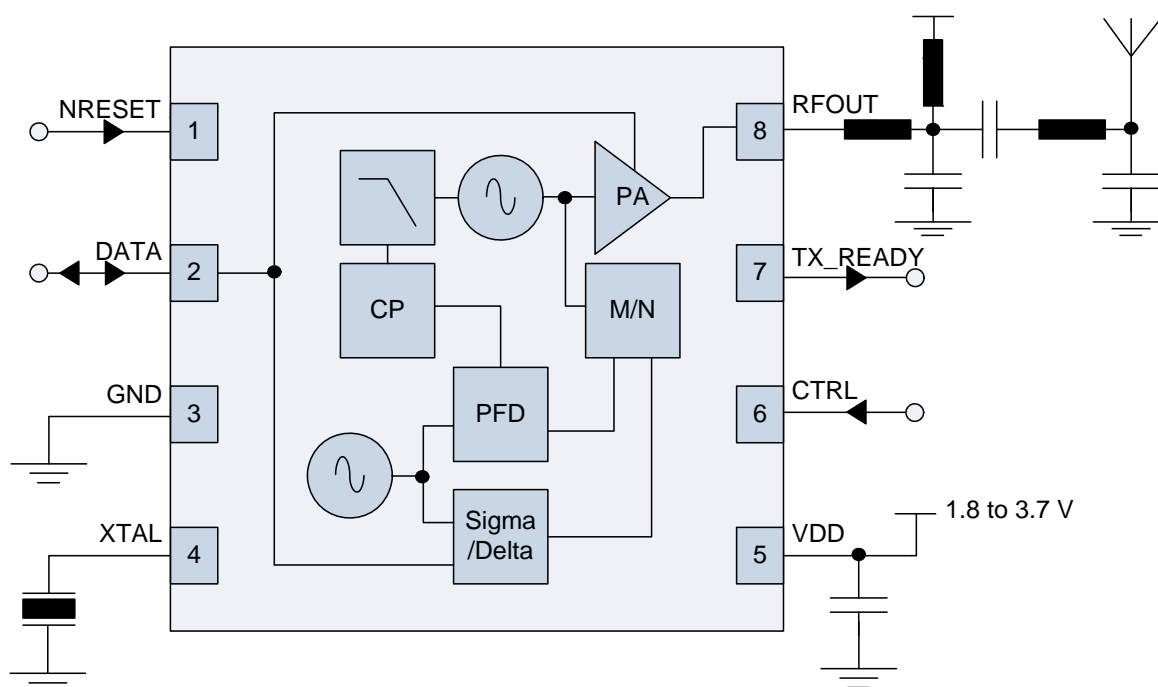 NRESET
1
DATA
2
GND
3
XTAL
4
CP
PA
M/N
PFD
Sigma
/Delta
RFOUT
8
TX_READY
7
CTRL
6
1.8 to 3.7 V
VDD
5